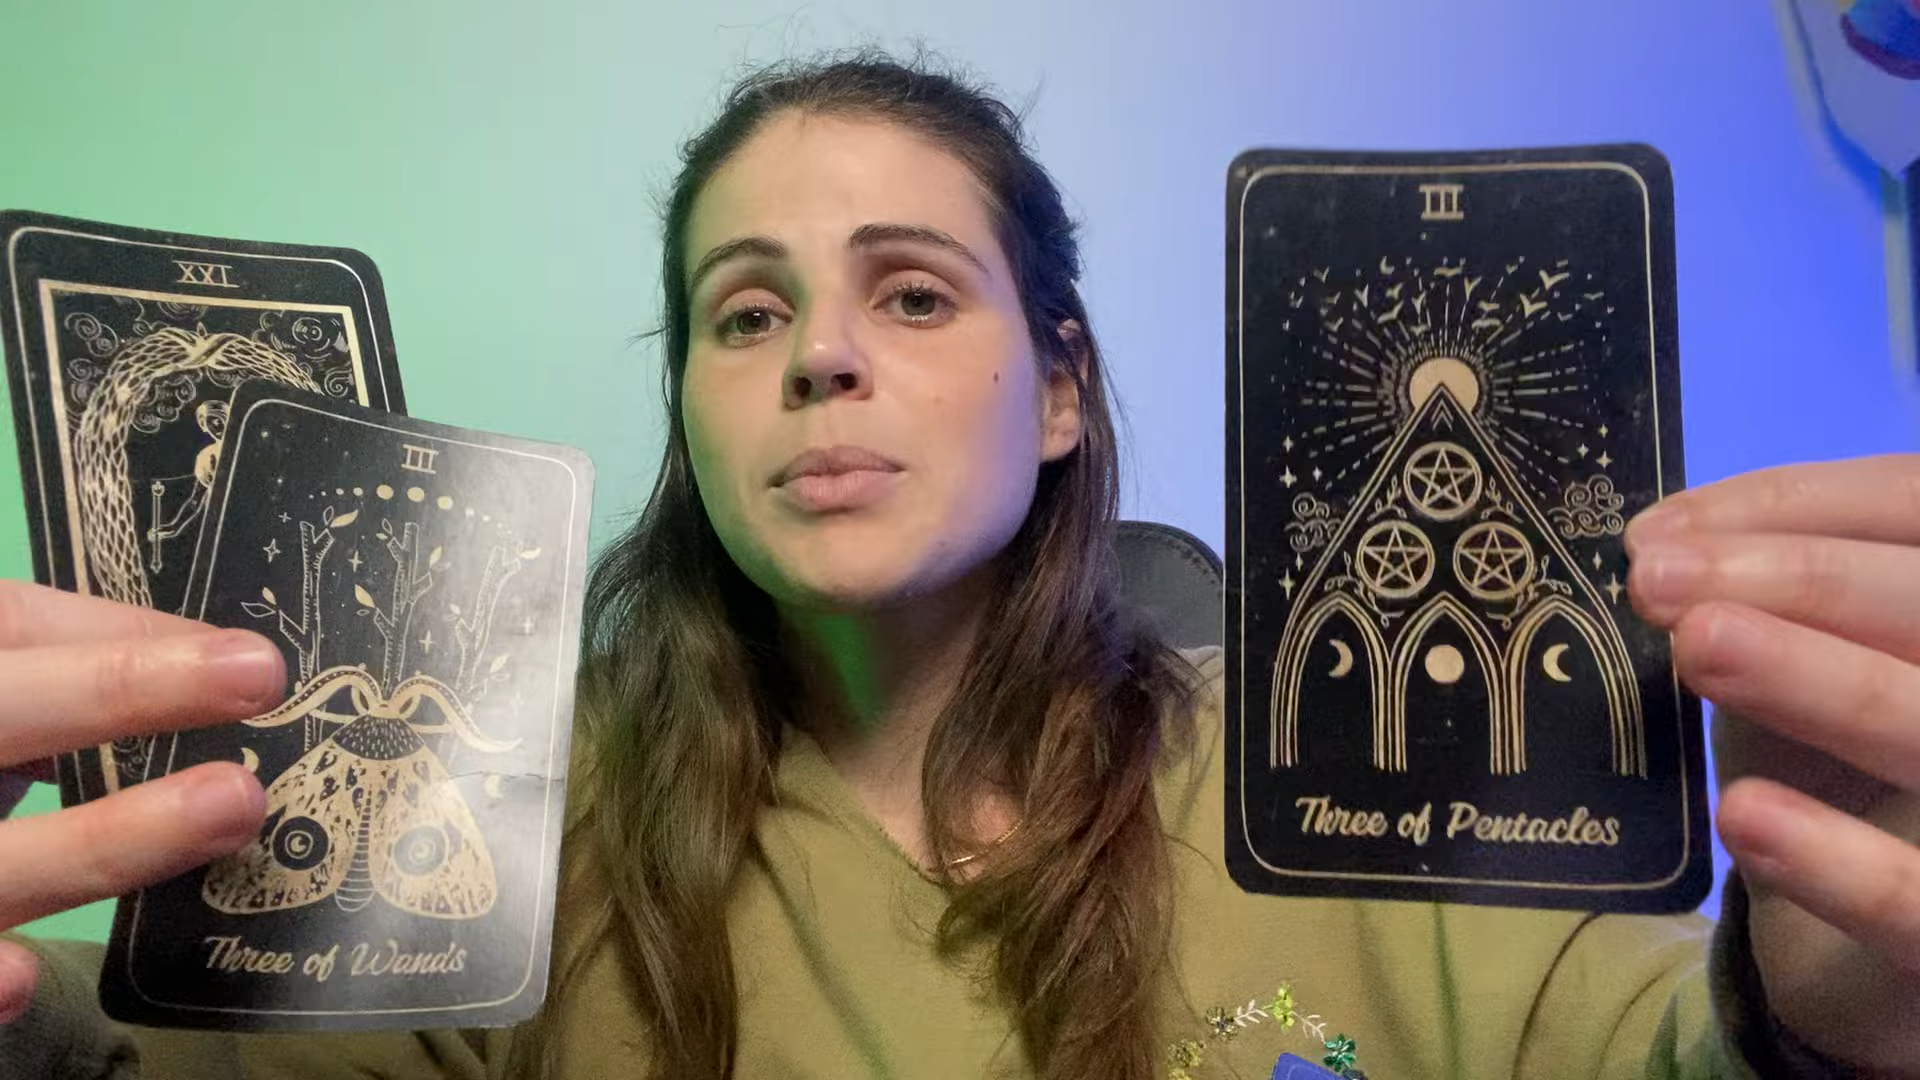 XXI
III
Three of Wands
III
Three of Pentacles